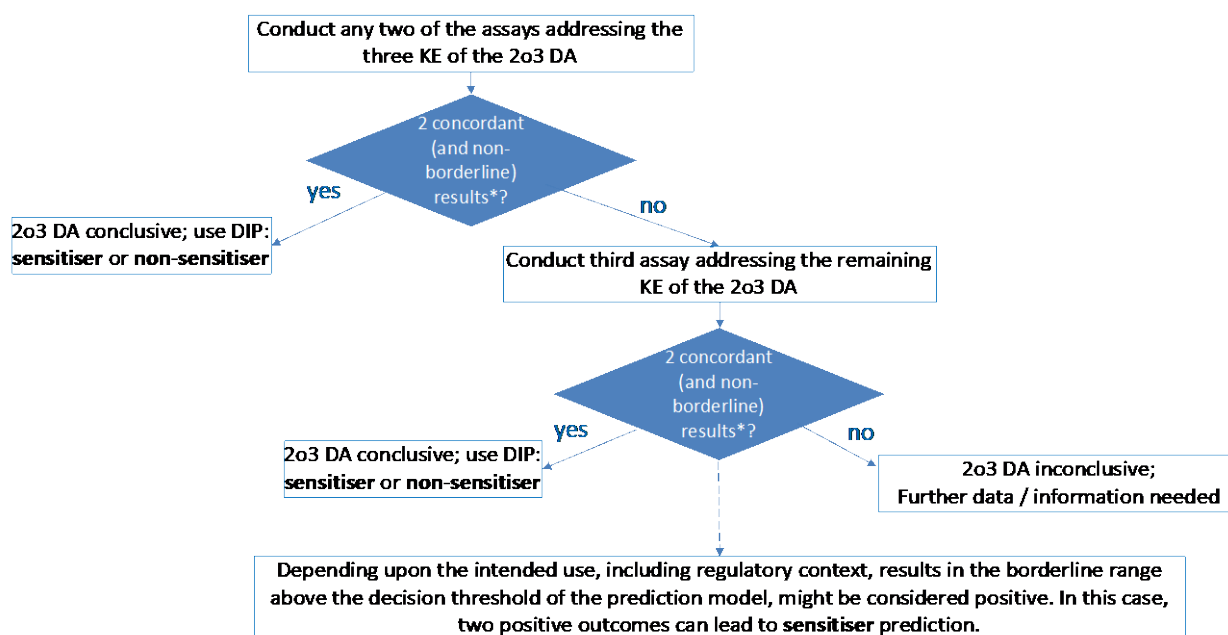 Conduct any two of the assays addressing the
three KE of the 2o3 DA
2 concordant
(and non-
borderline)
results*?
yes
no
2o3 DA conclusive; use DIP:
sensitiser or non-sensitiser
Conduct third assay addressing the remaining
KE of the 2o3 DA
2 concordant
(and non-
borderline)
results*?
yes
no
2o3 DA conclusive; use DIP:
sensitiser or non-sensitiser
2o3 DA inconclusive;
Further data / information needed
Depending upon the intended use, including regulatory context, results in the borderline range
above the decision threshold of the prediction model, might be considered positive. In this case,
two positive outcomes can lead to sensitiser prediction.